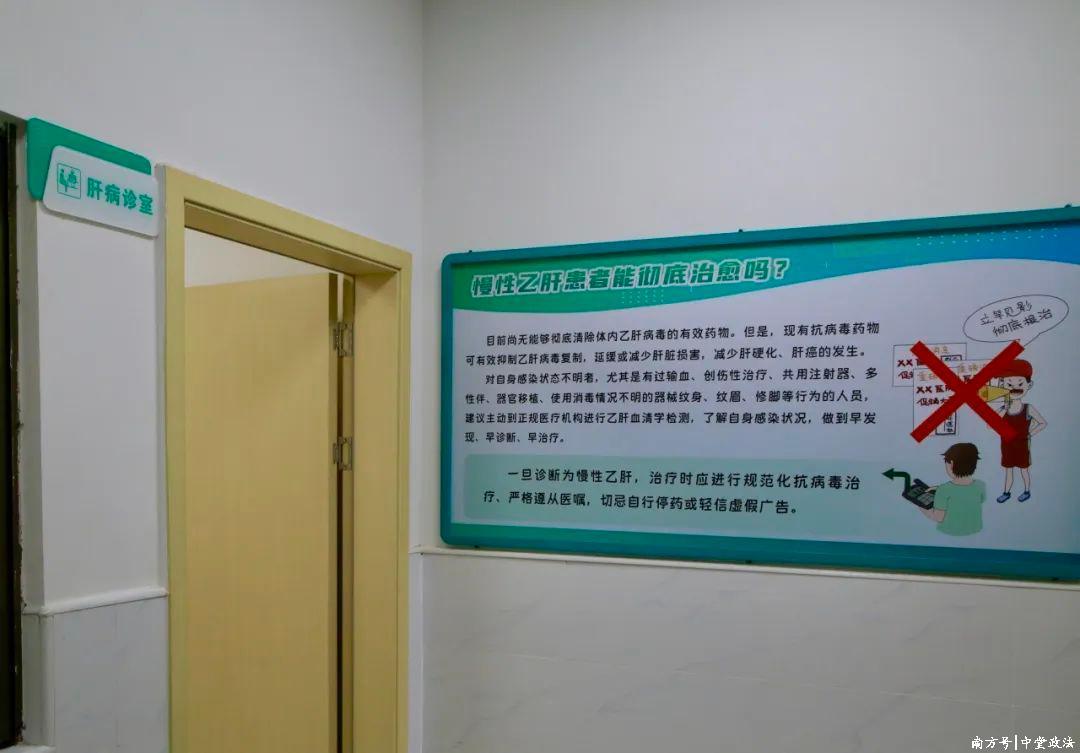 肝病诊室
慢性乙肝患者能彻底治愈吗？
目前尚无能够彻底清除体内乙肝病毒的有效药物。但是，现有抗病毒药物
可有效抑制乙肝病毒复制，延缓或减少肝脏损害，减少肝硬化、肝癌的发生。
对自身感染状态不明者，尤其是有过输血、创伤性治疗、共用注射器、多
性伴、器官移植、使用消毒情况不明的器械纹身、纹眉、修脚等行为的人员，
建议主动到正规医疗机构进行乙肝血清学检测，了解自身感染状况，做到早发
现、早诊断、早治疗。
一旦诊断为慢性乙肝，治疗时应进行规范化抗病毒治
疗、严格遵从医嘱，切忌自行停药或轻信虚假广告。
立竿见影
彻底根治
南方号|中堂政法